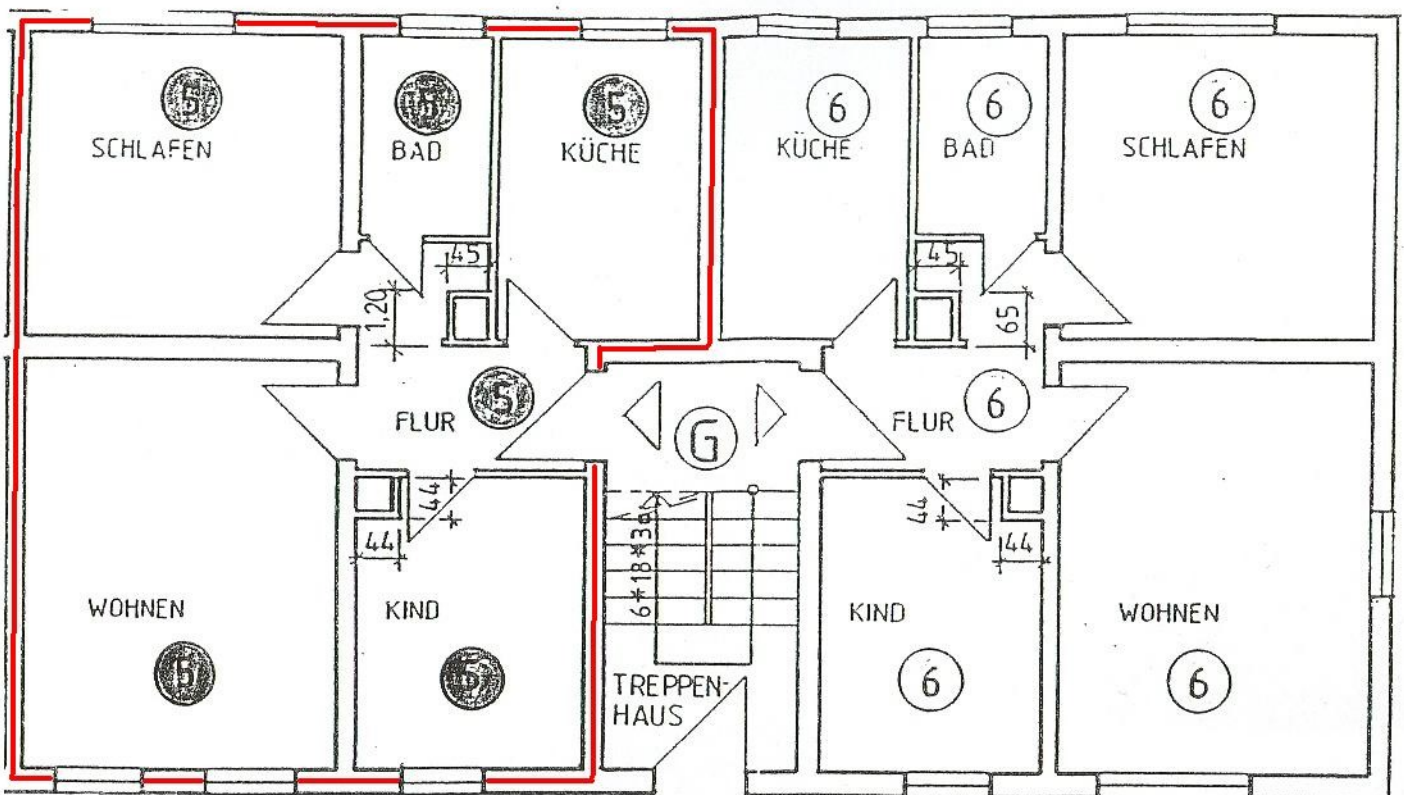 5
5
5
6
6
6
SCHLAFEN
BAD
KÜCHE
KÜCHE
BAD
SCHLAFEN
45
45
1,20
65
FLUR
5
G
FLUR
6
44
44
44
44
6*18*30
WOHNEN
KIND
KIND
WOHNEN
5
5
TREPPEN-
HAUS
6
6